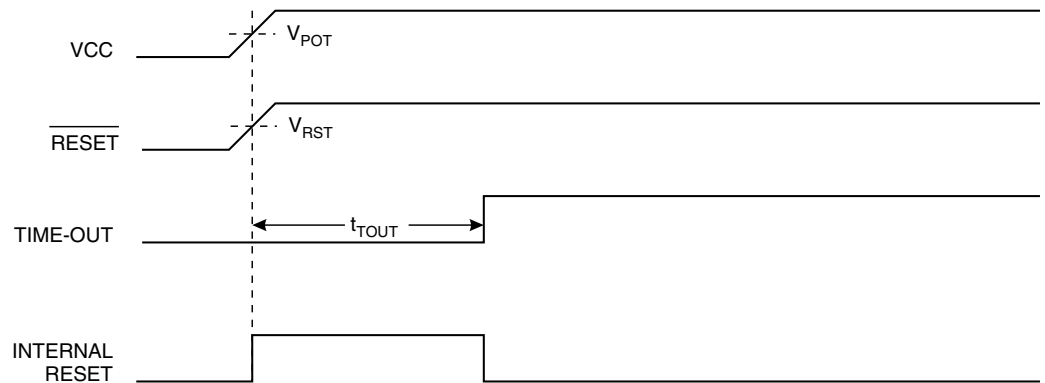 VCC
V_POT
RESET
V_RST
TIME-OUT
t_TOUT
INTERNAL
RESET